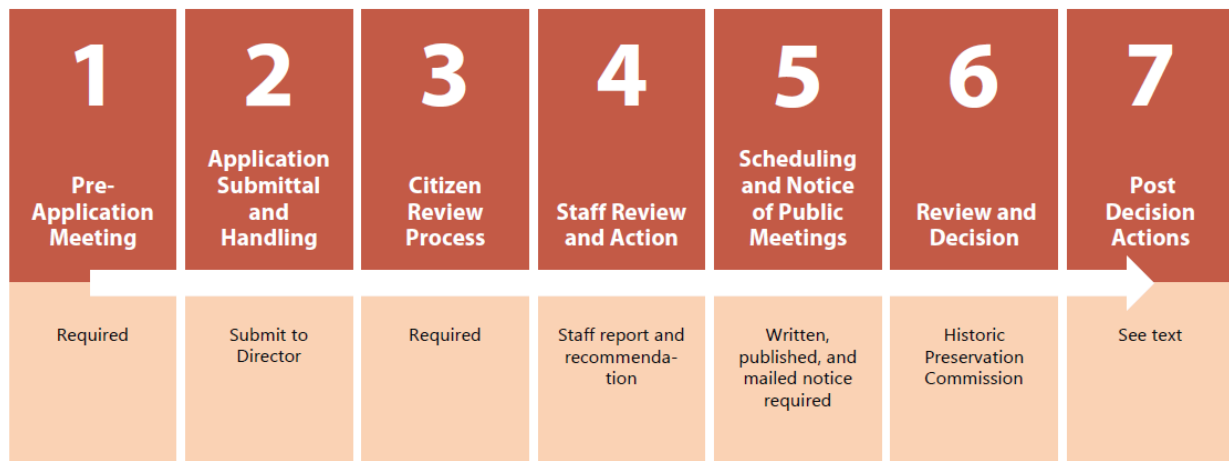 1
Pre-
Application
Meeting
Required
2
Application
Submittal
and
Handling
Submit to
Director
3
Citizen
Review
Process
Required
4
Staff Review
and Action
Staff report and
recommenda-
tion
5
Scheduling
and Notice
of Public
Meetings
Written,
published, and
mailed notice
required
6
Review and
Decision
Historic
Preservation
Commission
7
Post
Decision
Actions
See text